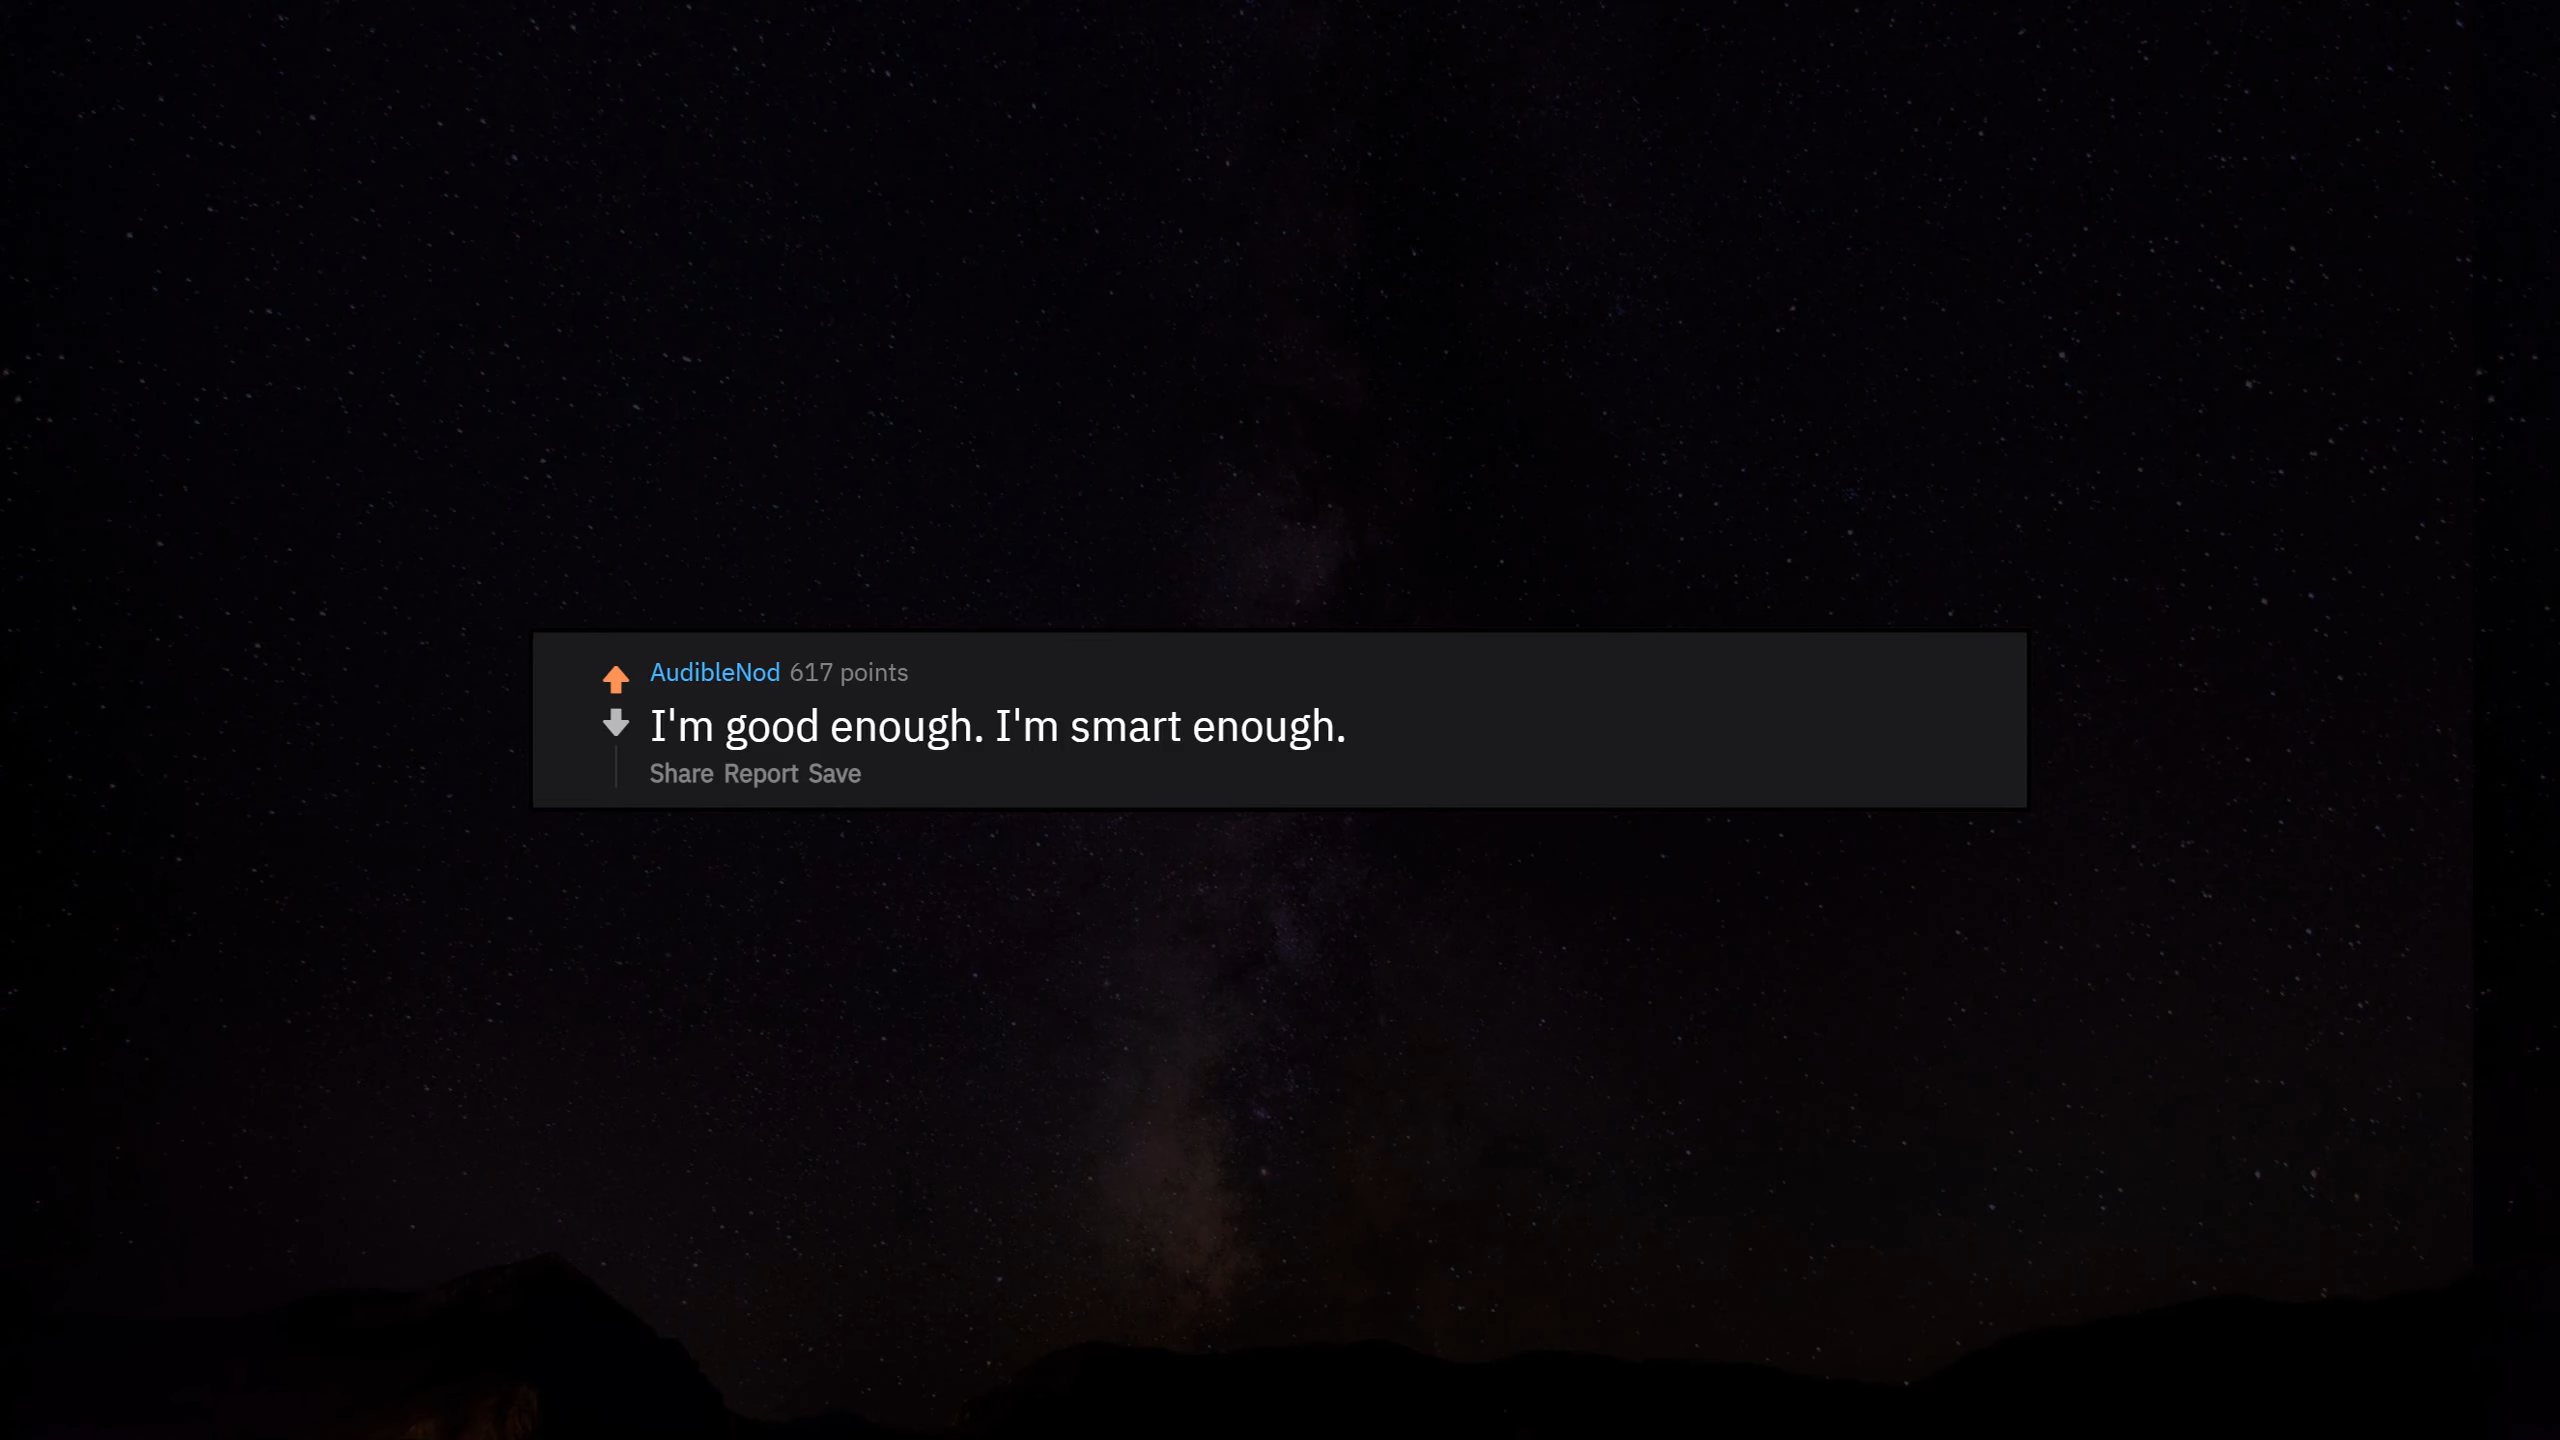 AudibleNod 617 points
I'm good enough. I'm smart enough.
Share Report Save